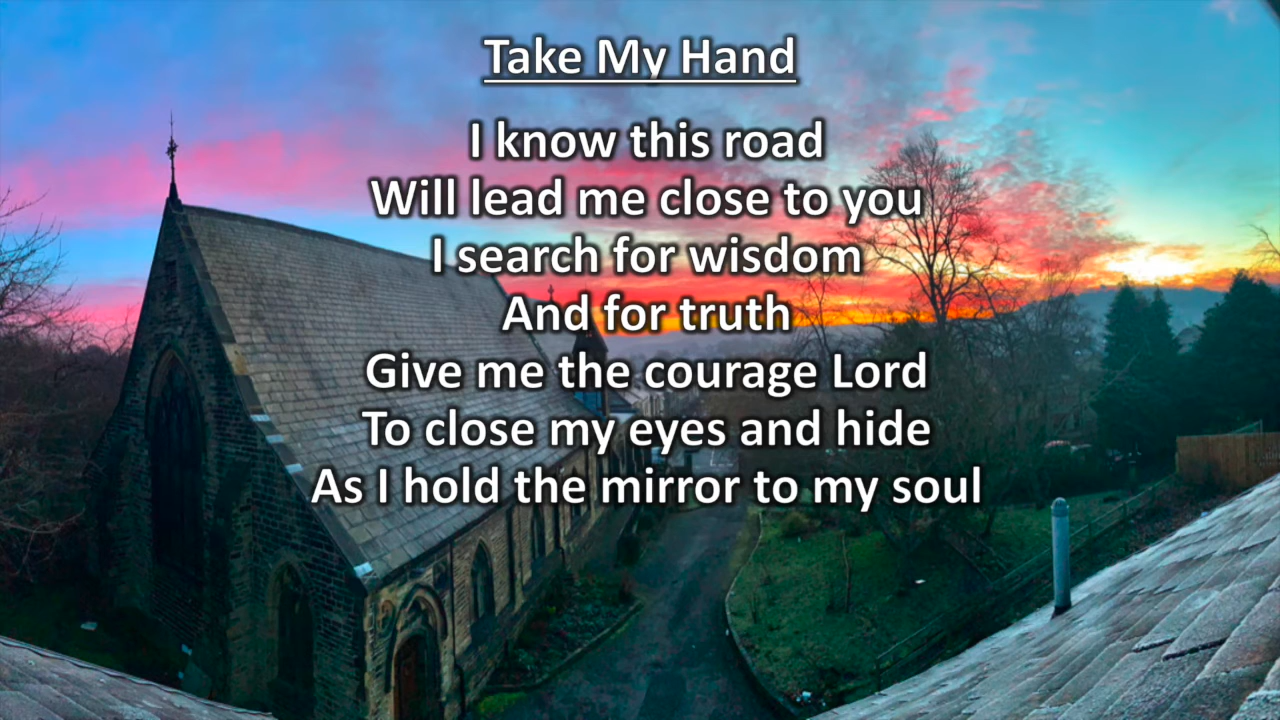 Take My Hand
I know this road
Will lead me close to you
I search for wisdom
And for truth
Give me the courage Lord
To close my eyes and hide
As I hold the mirror to my soul